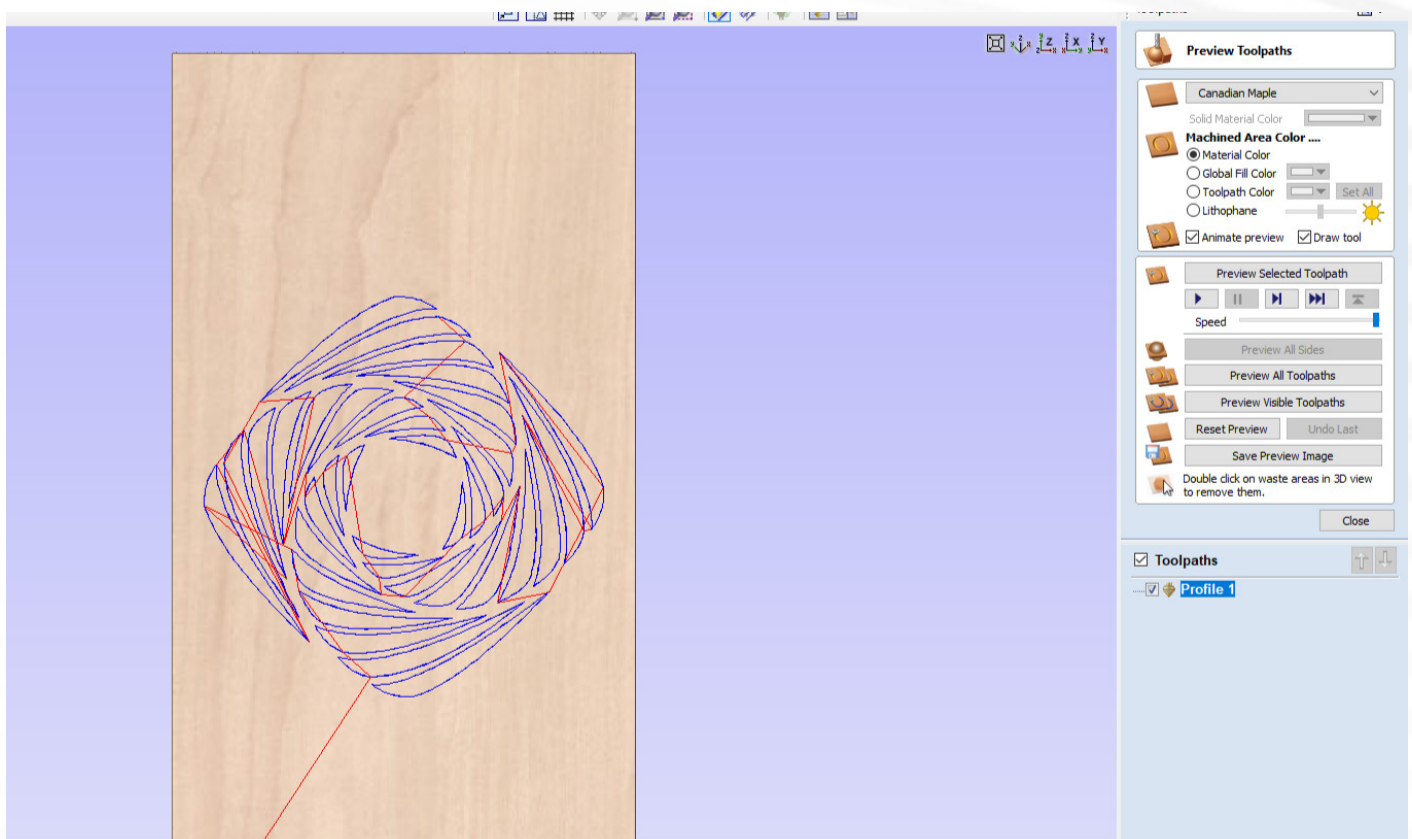 Toolpaths
Z
X
Y
Preview Toolpaths
Canadian Maple
Solid Material Color
Machined Area Color ....
Material Color
Global Fill Color
Toolpath Color Set All
Lithophane
Animate preview Draw tool
Preview Selected Toolpath
Speed
Preview All Sides
Preview All Toolpaths
Preview Visible Toolpaths
Reset Preview Undo Last
Save Preview Image
Double click on waste areas in 3D view
to remove them.
Close
Toolpaths
Profile 1